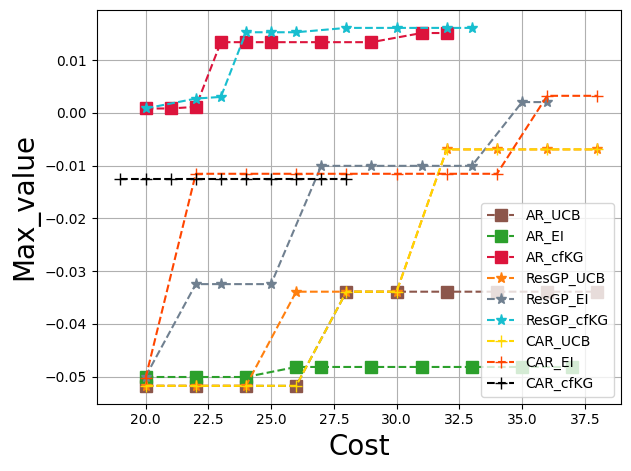 Max_value
0.01
0.00
−0.01
−0.02
−0.03
−0.04
−0.05
AR_UCB
AR_EI
AR_cfKG
ResGP_UCB
ResGP_EI
ResGP_cfKG
CAR_UCB
CAR_EI
CAR_cfKG
20.0 22.5 25.0 27.5 30.0 32.5 35.0 37.5
Cost